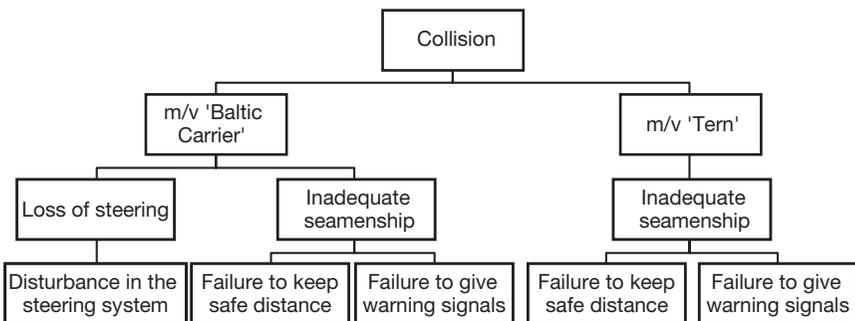 Collision
m/v 'Baltic
Carrier'
m/v 'Tern'
Loss of steering
Inadequate
seamenship
Inadequate
seamenship
Disturbance in the
steering system
Failure to keep
safe distance
Failure to give
warning signals
Failure to keep
safe distance
Failure to give
warning signals